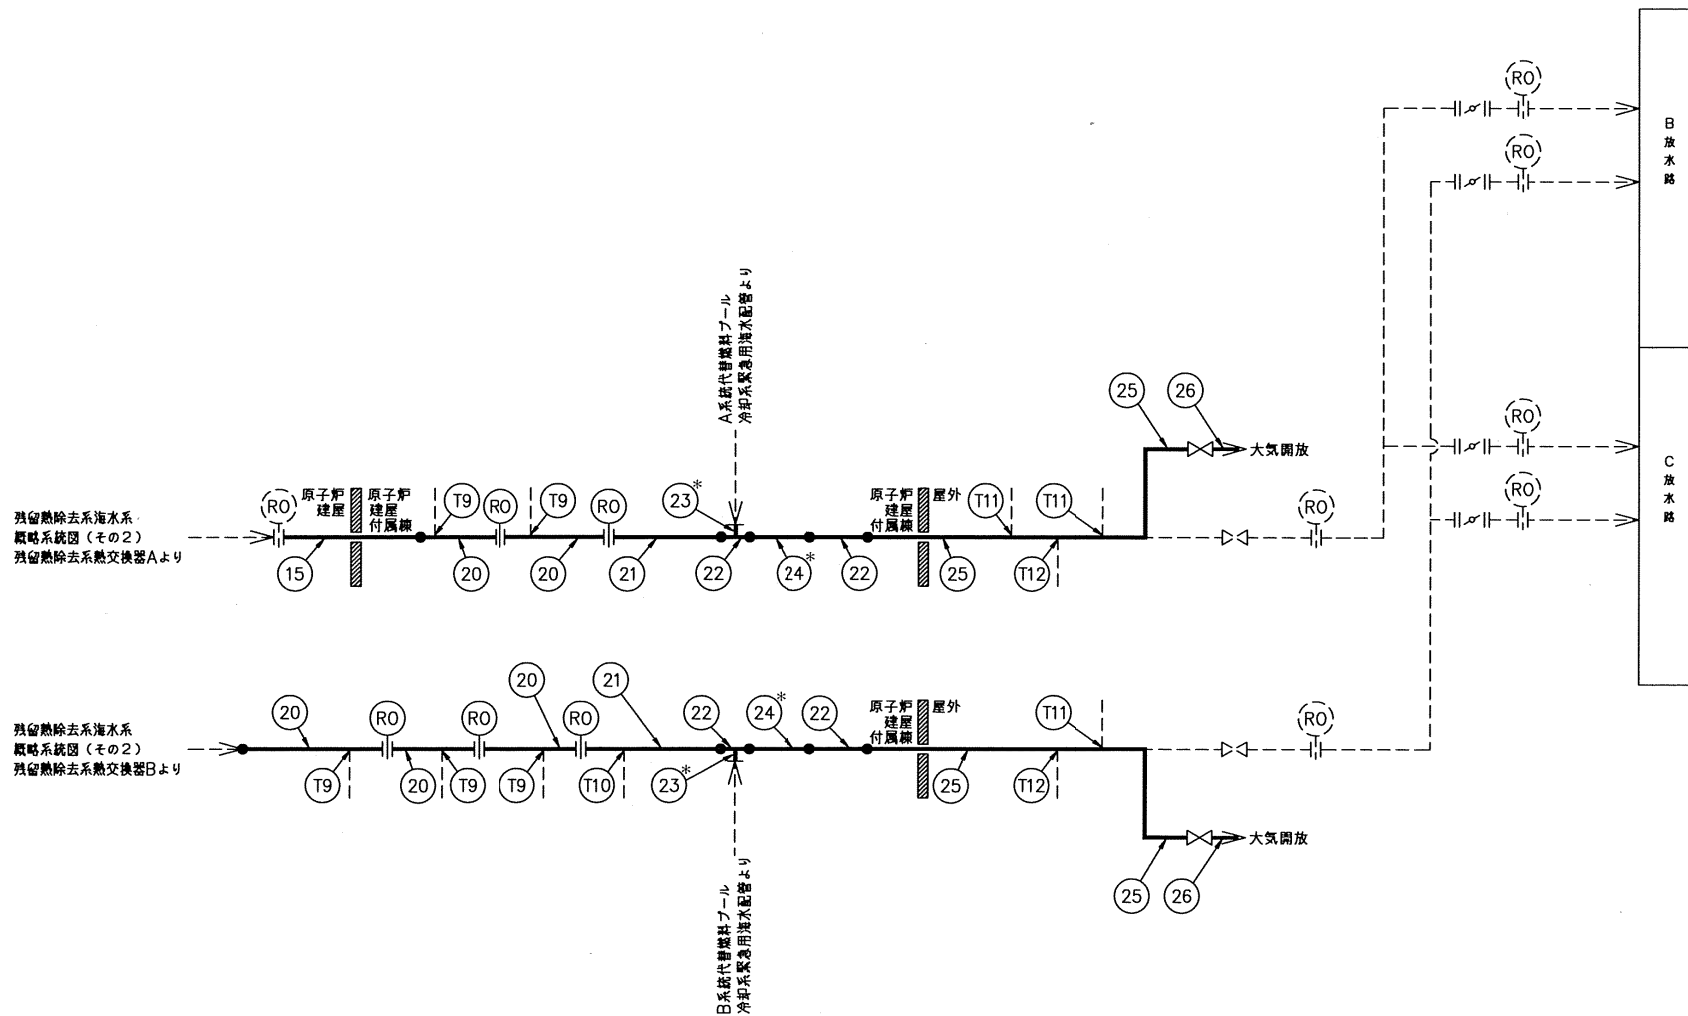 RO
RO
B放水路
A系統代替燃料プール
冷却系緊急用海水配管より
25
26
大気開放
RO
RO
C放水路
残留熱除去系海水系
概略系統図(その2)
残留熱除去系熱交換器Aより
RO
原子炉
建屋
原子炉
建屋
付属棟
T9
RO
T9
RO
23*
原子炉
建屋
付属棟
屋外
T11
T11
RO
15
20
20
21
22
24*
22
25
T12
残留熱除去系海水系
概略系統図(その2)
残留熱除去系熱交換器Bより
20
RO
RO
20
RO
21
22
24*
22
原子炉
建屋
付属棟
屋外
T11
RO
T9
20
T9
T9
T10
23*
25
T12
大気開放
25
26
B系統代替燃料プール
冷却系緊急用海水配管より